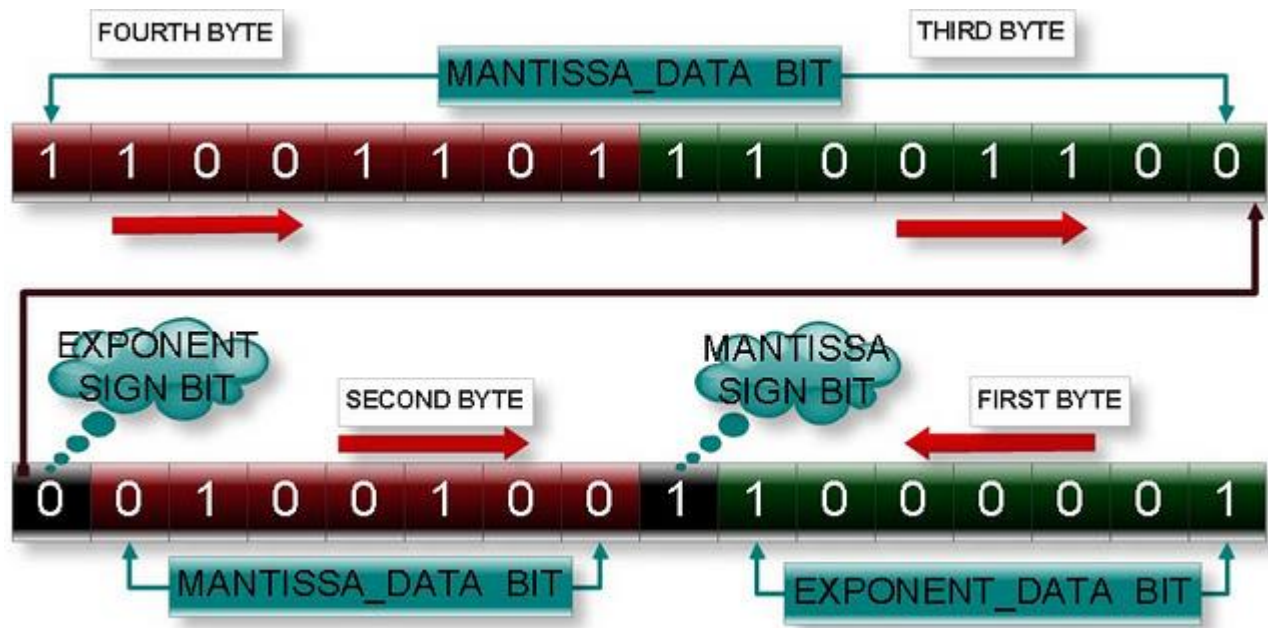 FOURTH BYTE
THIRD BYTE
MANTISSA_DATA BIT
1 1 0 0 1 1 0 1 1 1 0 0 1 1 0 0
EXPONENT
SIGN BIT
SECOND BYTE
MANTISSA
SIGN BIT
FIRST BYTE
0 0 1 0 0 1 0 0 1 1 0 0 0 0 0 1
MANTISSA_DATA BIT
EXPONENT_DATA BIT